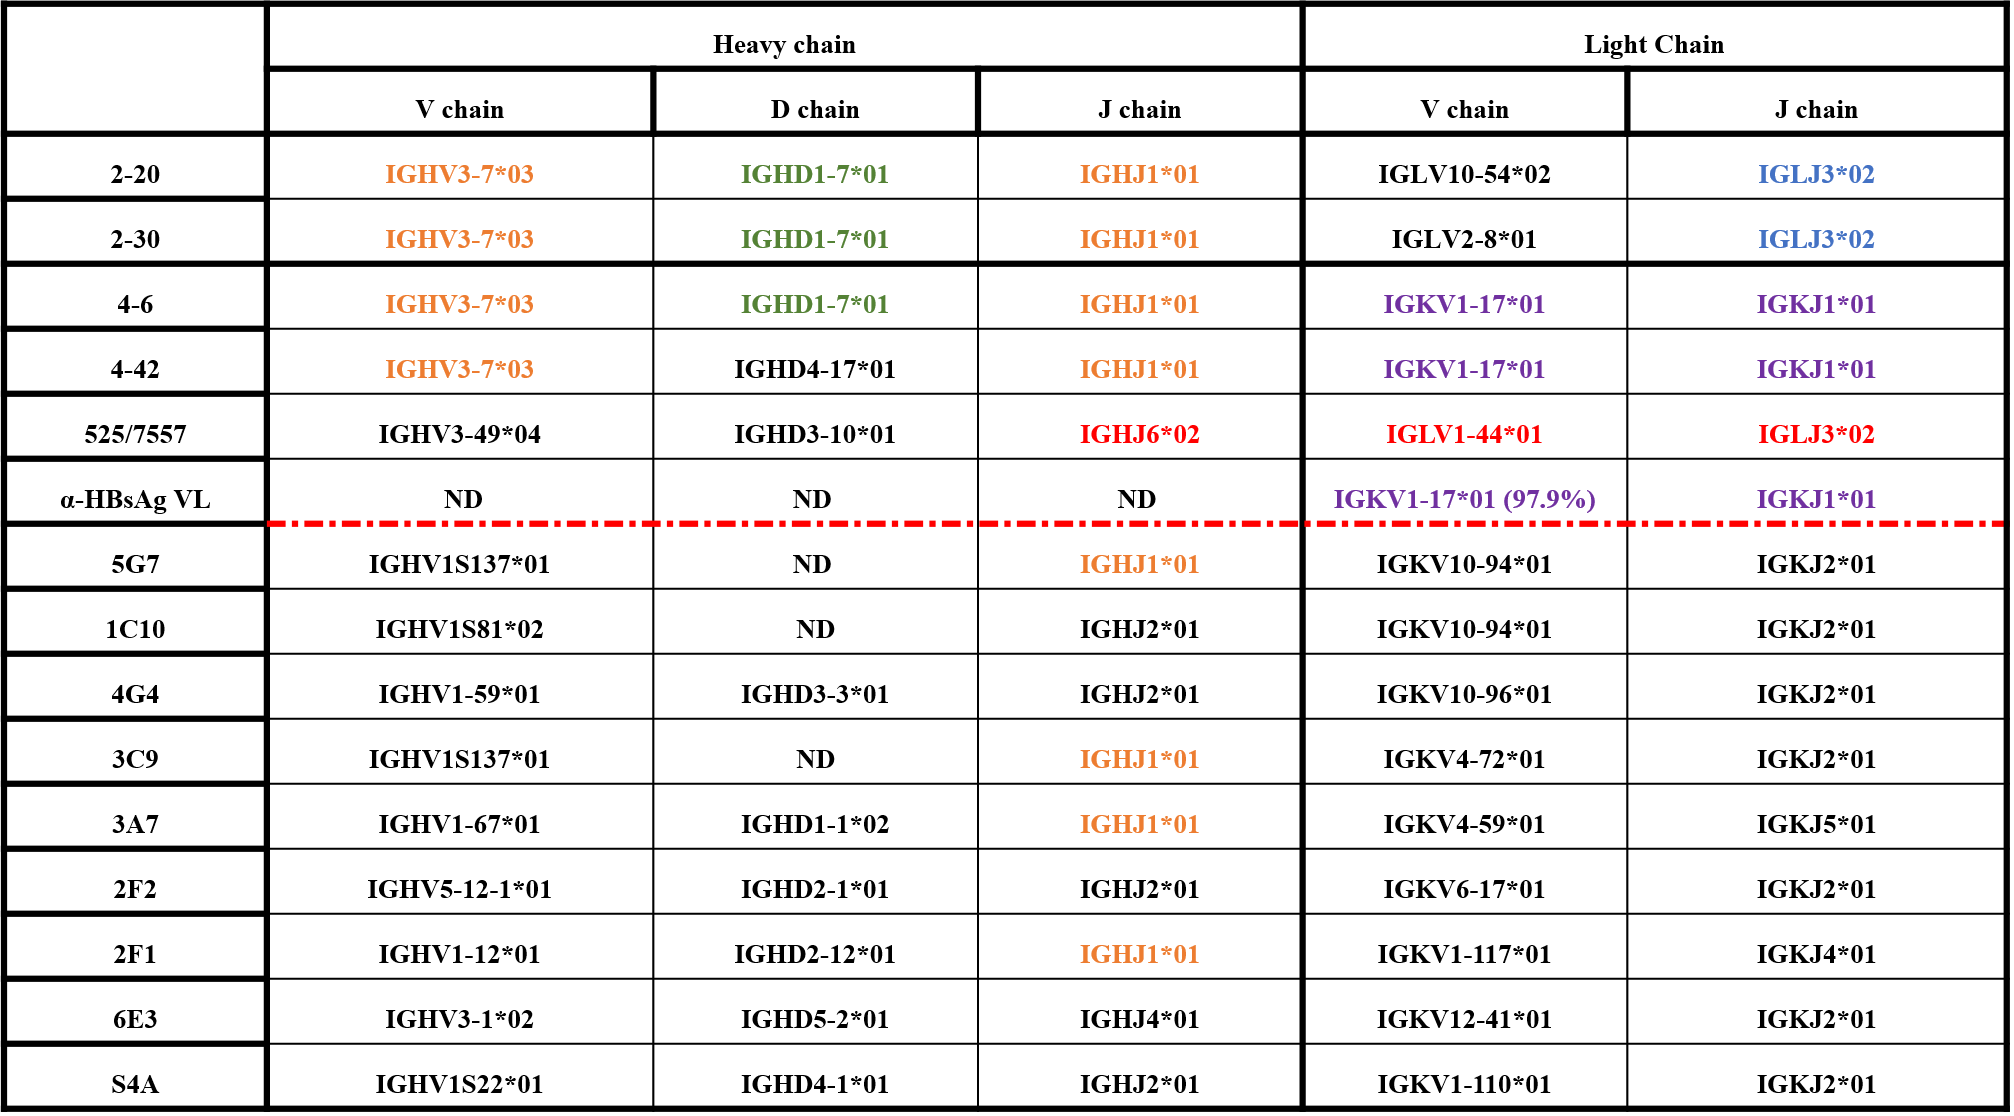 Heavy chain Light Chain
V chain D chain J chain V chain J chain
2-20 IGHV3-7*03 IGHD1-7*01 IGHJ1*01 IGLV10-54*02 IGLJ3*02
2-30 IGHV3-7*03 IGHD1-7*01 IGHJ1*01 IGLV2-8*01 IGLJ3*02
4-6 IGHV3-7*03 IGHD1-7*01 IGHJ1*01 IGKV1-17*01 IGKJ1*01
4-42 IGHV3-7*03 IGHD4-17*01 IGHJ1*01 IGKV1-17*01 IGKJ1*01
525/7557 IGHV3-49*04 IGHD3-10*01 IGHJ6*02 IGLV1-44*01 IGLJ3*02
α-HBsAg VL ND ND ND IGKV1-17*01 (97.9%) IGKJ1*01
5G7 IGHV1S137*01 ND IGHJ1*01 IGKV10-94*01 IGKJ2*01
1C10 IGHV1S81*02 ND IGHJ2*01 IGKV10-94*01 IGKJ2*01
4G4 IGHV1-59*01 IGHD3-3*01 IGHJ2*01 IGKV10-96*01 IGKJ2*01
3C9 IGHV1S137*01 ND IGHJ1*01 IGKV4-72*01 IGKJ2*01
3A7 IGHV1-67*01 IGHD1-1*02 IGHJ1*01 IGKV4-59*01 IGKJ5*01
2F2 IGHV5-12-1*01 IGHD2-1*01 IGHJ2*01 IGKV6-17*01 IGKJ2*01
2F1 IGHV1-12*01 IGHD2-12*01 IGHJ1*01 IGKV1-117*01 IGKJ4*01
6E3 IGHV3-1*02 IGHD5-2*01 IGHJ4*01 IGKV12-41*01 IGKJ2*01
S4A IGHV1S22*01 IGHD4-1*01 IGHJ2*01 IGKV1-110*01 IGKJ2*01